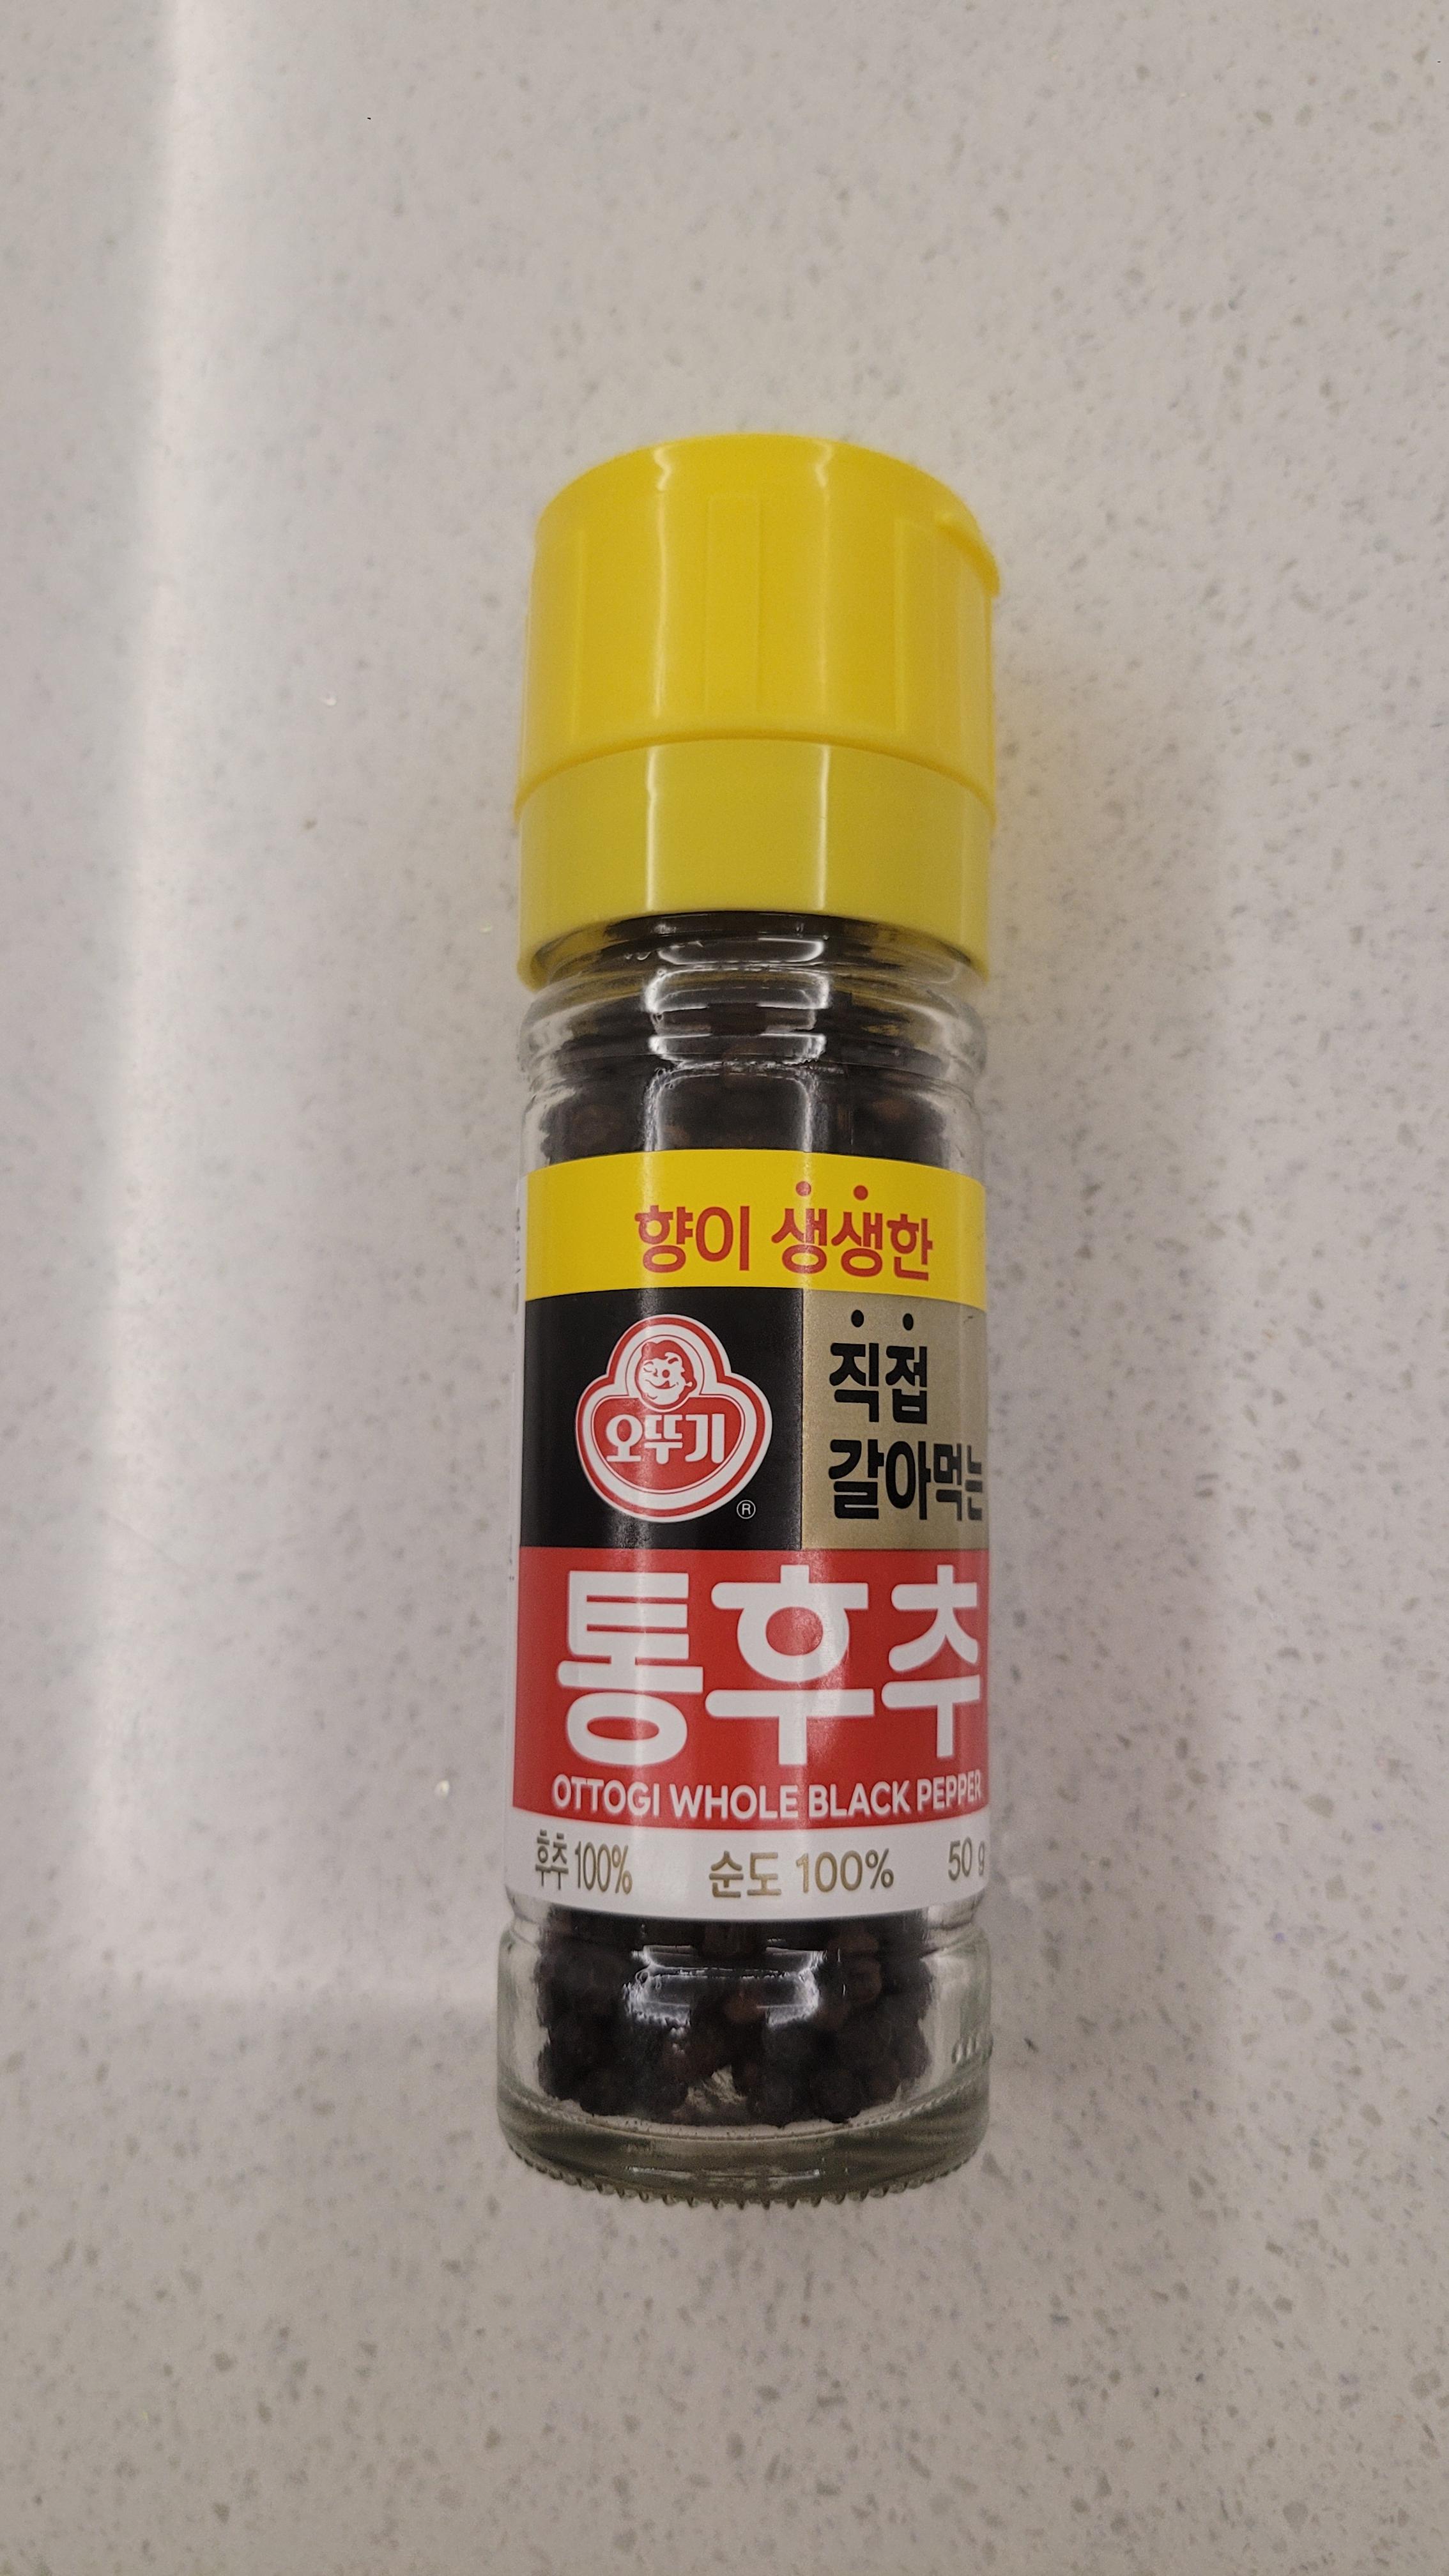 향이 생생한
오뚜기
®
직접
갈아먹는
통후추
OTTOGI WHOLE BLACK PEPPER
후추 100% 순도 100% 50 g